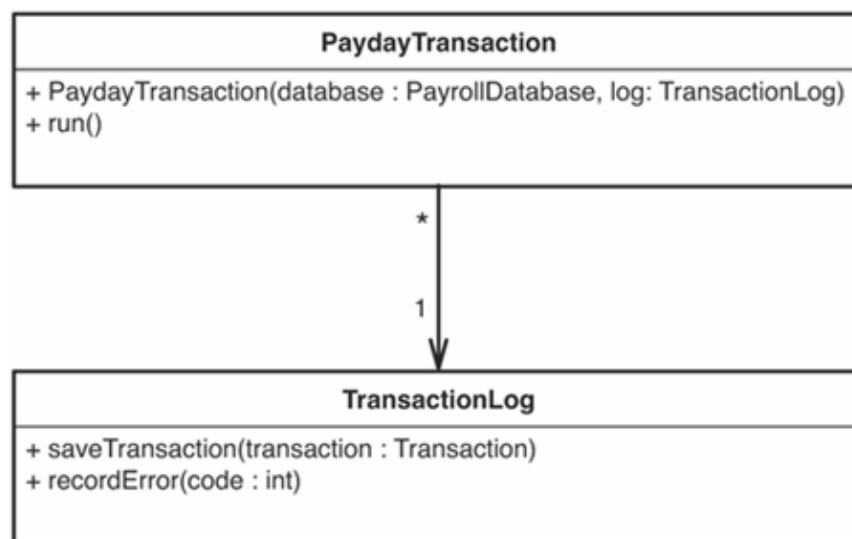 PaydayTransaction
+ PaydayTransaction(database : PayrollDatabase, log: TransactionLog)
+ run()
*
1
TransactionLog
+ saveTransaction(transaction : Transaction)
+ recordError(code : int)